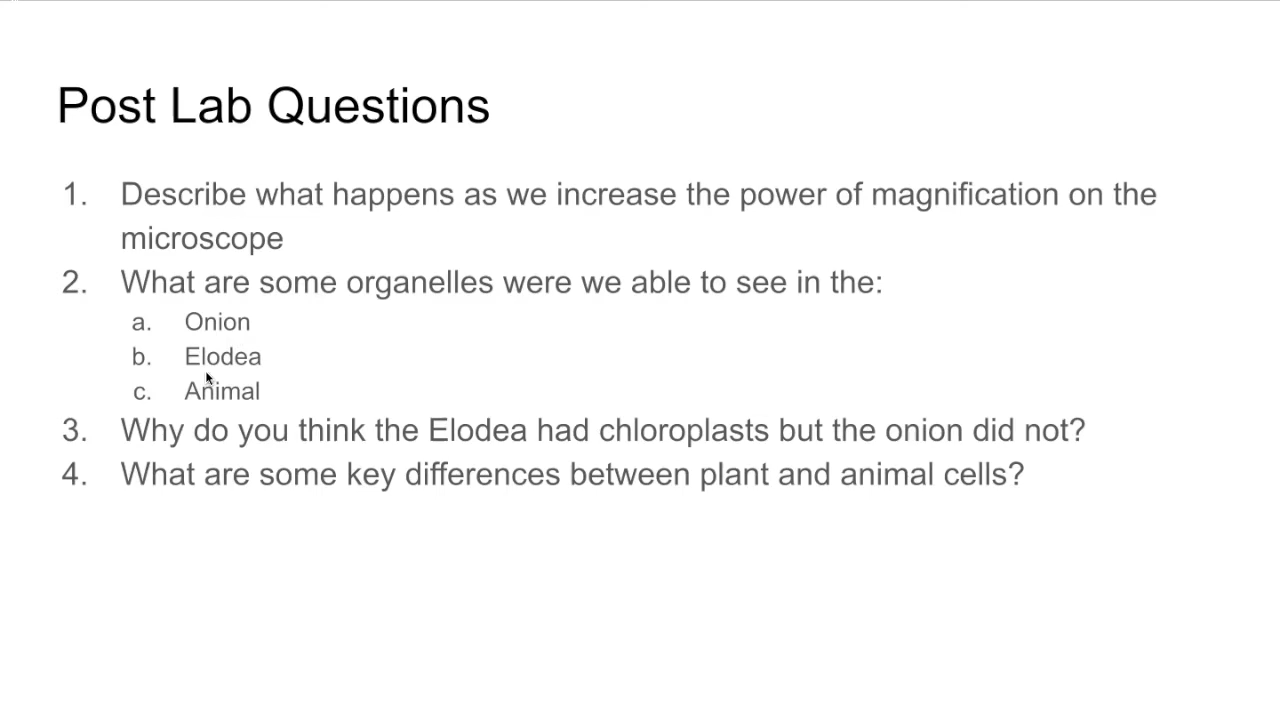 Post Lab Questions
1. Describe what happens as we increase the power of magnification on the
microscope
2. What are some organelles were we able to see in the:
a. Onion
b. Elodea
c. Animal
3. Why do you think the Elodea had chloroplasts but the onion did not?
4. What are some key differences between plant and animal cells?